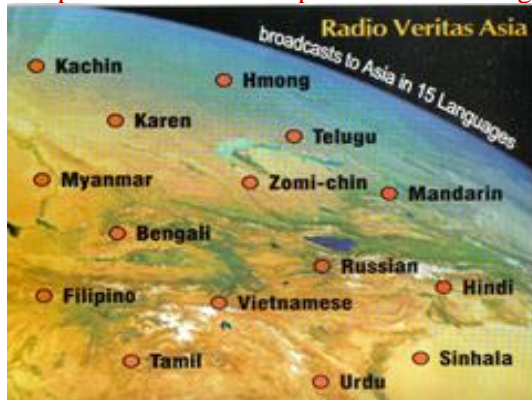 Radio Veritas Asia
broadcasts to Asia in 15 Languages
Kachin
Hmong
Karen
Telugu
Myanmar
Zomi-chin
Mandarin
Bengali
Russian
Hindi
Filipino
Vietnamese
Tamil
Sinhala
Urdu